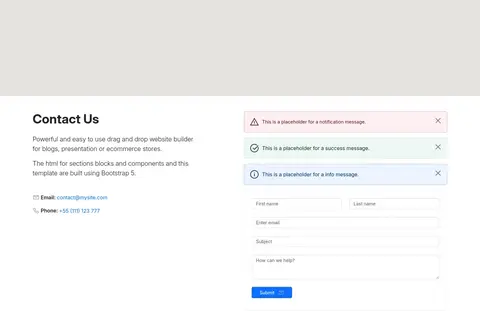 Contact Us
Powerful and easy to use drag and drop website builder
for blogs, presentation or ecommerce stores.
The html for sections blocks and components and this
template are built using Bootstrap 5.
Email: contact@mysite.com
Phone: +55 (111) 123 777
This is a placeholder for a notification message.
This is a placeholder for a success message.
This is a placeholder for a info message.
First name
Last name
Enter email
Subject
How can we help?
Submit